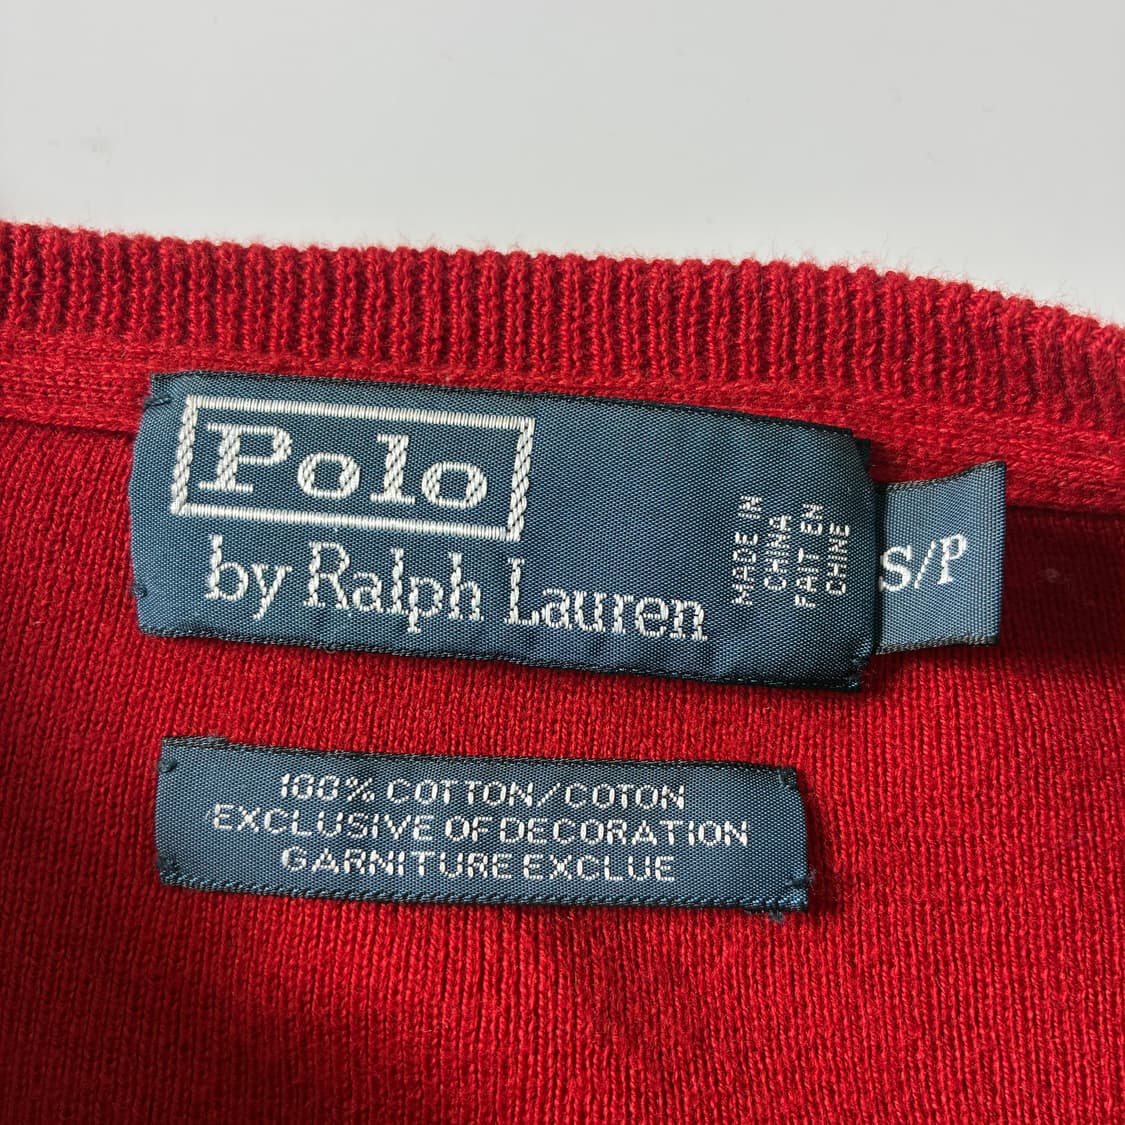 Polo
by Ralph Lauren
MADE IN
CHINA
FAIT EN
CHINE
S/P
100% COTTON/COTON
EXCLUSIVE OF DECORATION
GARNITURE EXCLUE